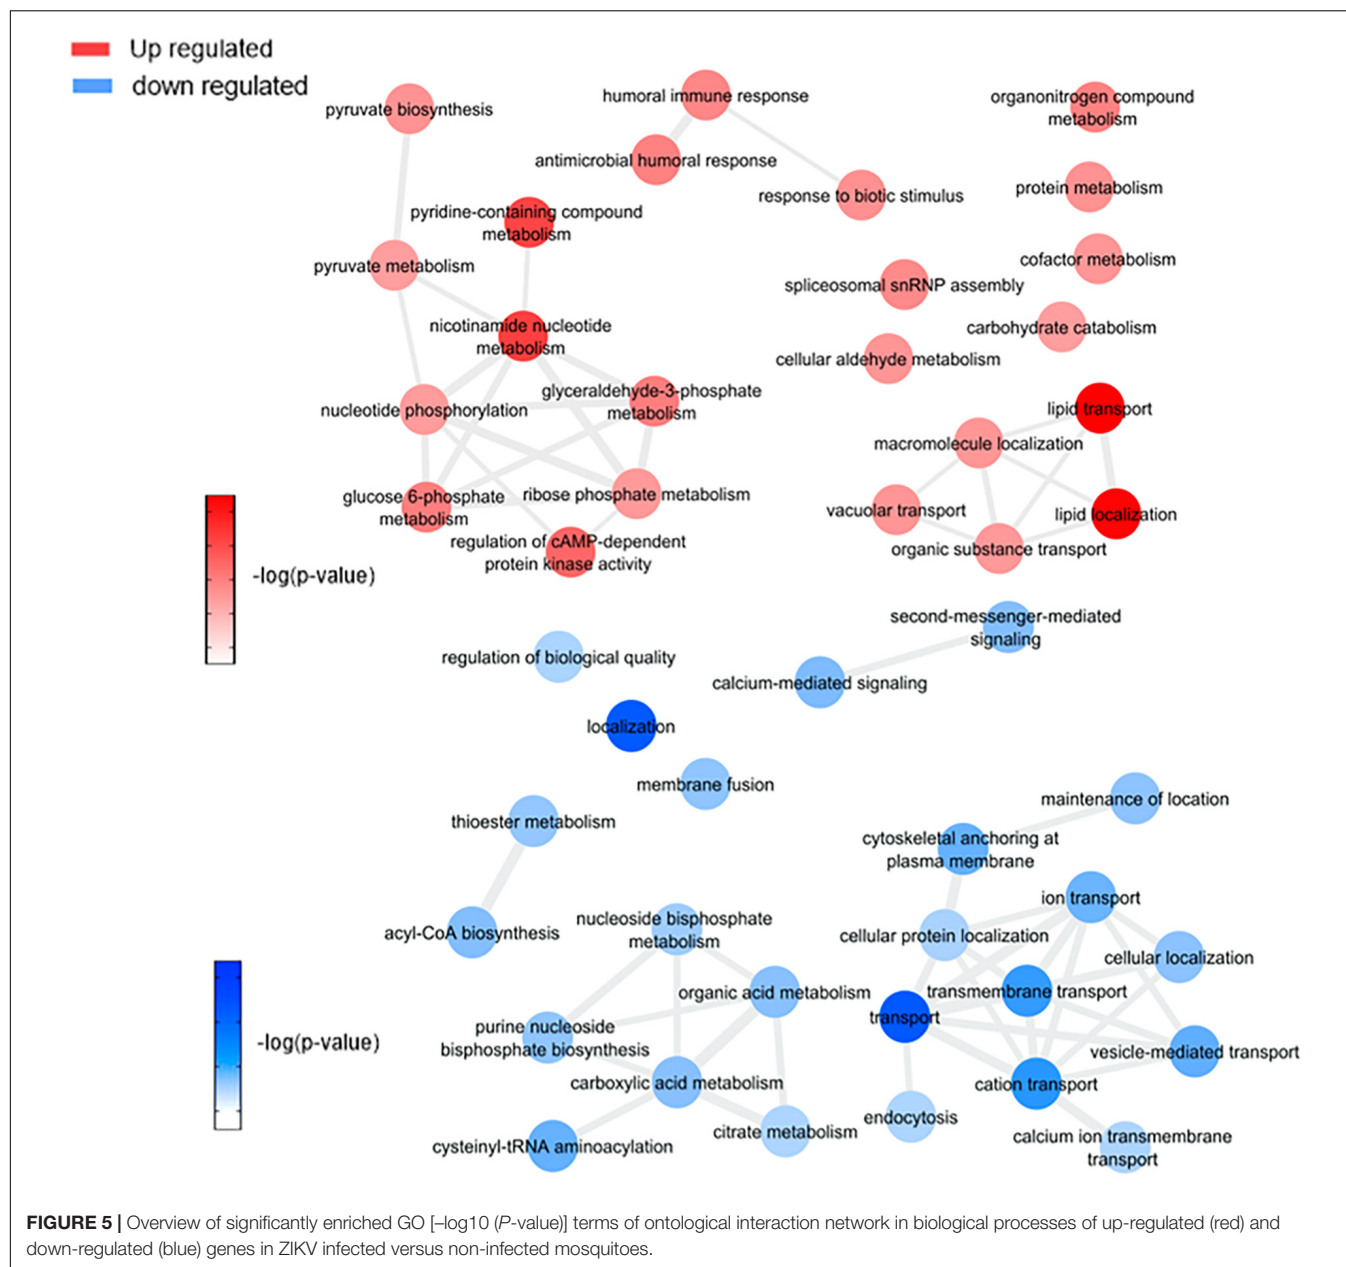 Up regulated
down regulated
pyruvate biosynthesis
humoral immune response
organonitrogen compound
metabolism
antimicrobial humoral response
response to biotic stimulus
protein metabolism
pyridine-containing compound
metabolism
pyruvate metabolism
cofactor metabolism
spliceosomal snRNP assembly
nicotinamide nucleotide
metabolism
carbohydrate catabolism
cellular aldehyde metabolism
glyceraldehyde-3-phosphate
metabolism
nucleotide phosphorylation
lipid transport
macromolecule localization
glucose 6-phosphate
metabolism
ribose phosphate metabolism
vacuolar transport
lipid localization
regulation of cAMP-dependent
protein kinase activity
organic substance transport
-log(p-value)
second-messenger-mediated
signaling
regulation of biological quality
calcium-mediated signaling
localization
membrane fusion
maintenance of location
thioester metabolism
cytoskeletal anchoring at
plasma membrane
ion transport
acyl-CoA biosynthesis
nucleoside bisphosphate
metabolism
cellular protein localization
cellular localization
organic acid metabolism
transmembrane transport
transport
purine nucleoside
bisphosphate biosynthesis
-log(p-value)
vesicle-mediated transport
carboxylic acid metabolism
cation transport
endocytosis
citrate metabolism
cysteinyl-tRNA aminoacylation
calcium ion transmembrane
transport
FIGURE 5 | Overview of significantly enriched GO [–log10 (P-value)] terms of ontological interaction network in biological processes of up-regulated (red) and
down-regulated (blue) genes in ZIKV infected versus non-infected mosquitoes.